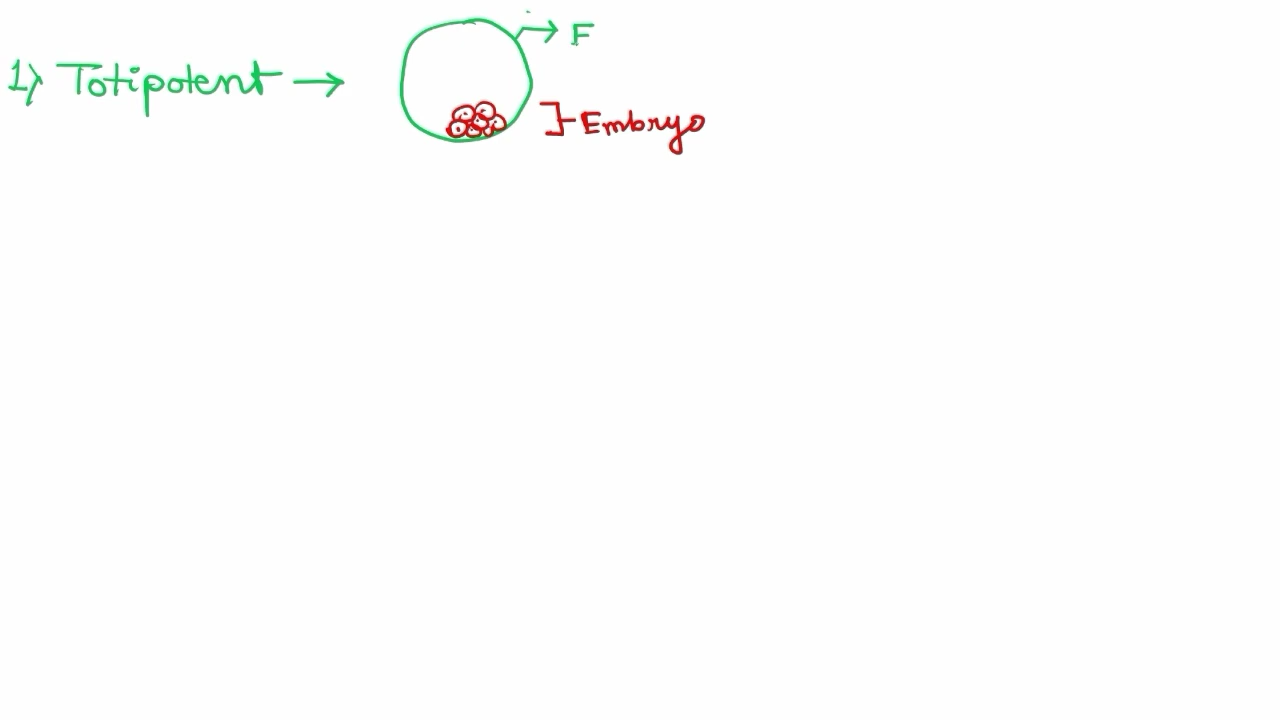 → F
1) Totipotent →
]- Embryo